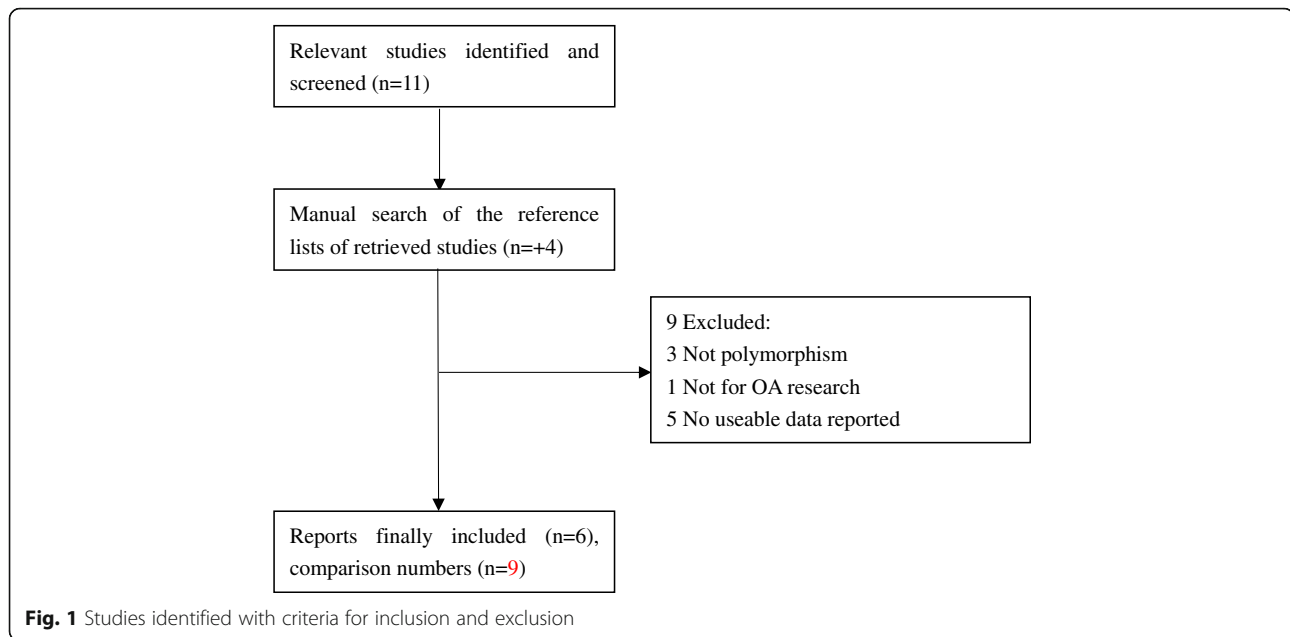 Relevant studies identified and
screened (n=11)
Manual search of the reference
lists of retrieved studies (n=+4)
9 Excluded:
3 Not polymorphism
1 Not for OA research
5 No useable data reported
Reports finally included (n=6),
comparison numbers (n=9)
Fig. 1 Studies identified with criteria for inclusion and exclusion